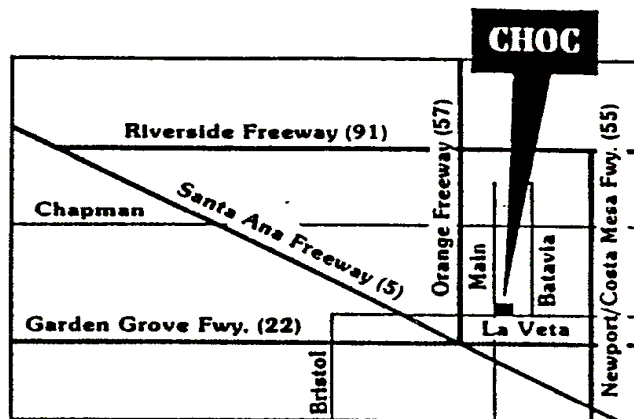 CHOC
Riverside Freeway (91)
Orange Freeway (57)
Newport/Costa Mesa Fwy. (55)
Santa Ana Freeway (5)
Chapman
Main
Batavia
Garden Grove Fwy. (22)
La Veta
Bristol